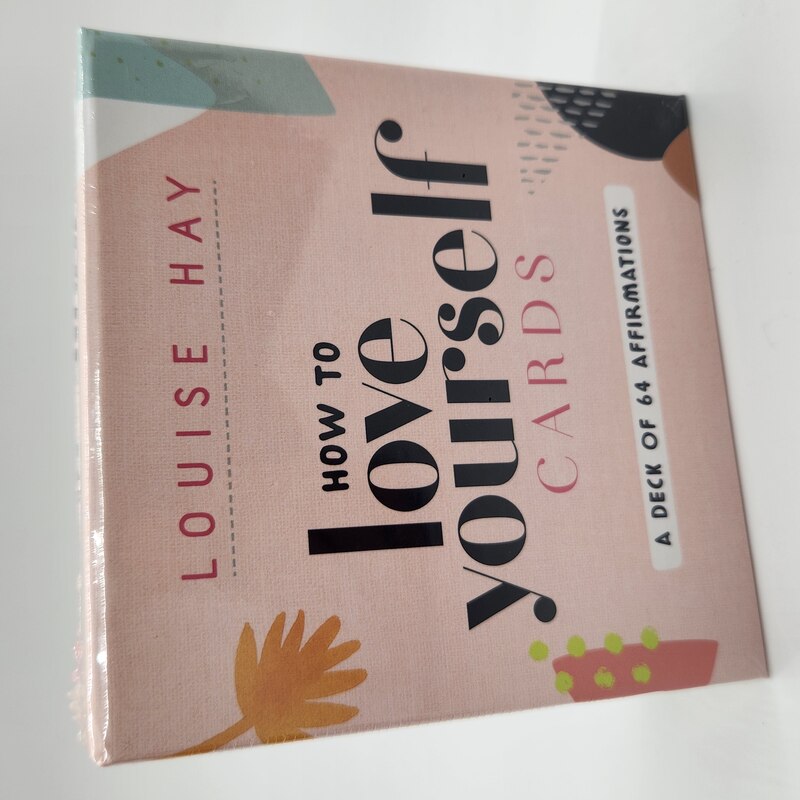 LOUISE HAY
HOW TO
love
yourself
CARDS
A DECK OF 64 AFFIRMATIONS